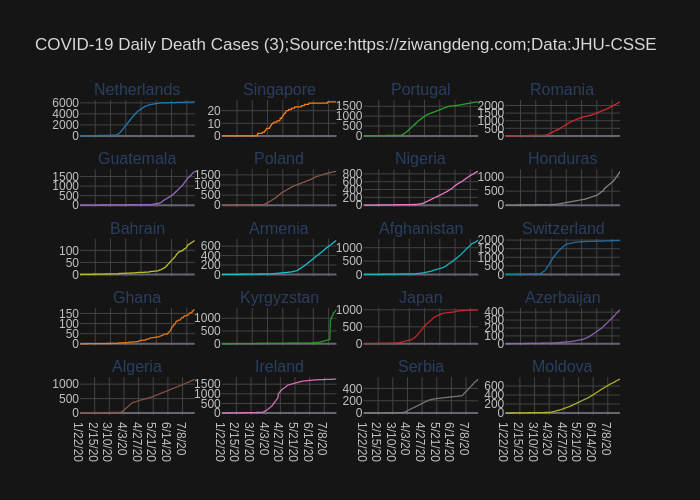 COVID-19 Daily Death Cases (3);Source:https://ziwangdeng.com;Data:JHU-CSSE
Netherlands Singapore Portugal Romania
6000 4000 2000 0
20 10 0
1500 1000 500 0
2000 1500 1000 500 0
Guatemala Poland Nigeria Honduras
1500 1000 500 0
1500 1000 500 0
800 600 400 200 0
1000 500 0
Bahrain Armenia Afghanistan Switzerland
100 50 0
600 400 200 0
1000 500 0
2000 1500 1000 500 0
Ghana Kyrgyzstan Japan Azerbaijan
150 100 50 0
1000 500 0
1000 500 0
400 300 200 100 0
Algeria Ireland Serbia Moldova
1000 500 0
1500 1000 500 0
400 200 0
600 400 200 0
1/22/20 2/15/20 3/10/20 4/3/20 4/27/20 5/21/20 6/14/20 7/8/20
1/22/20 2/15/20 3/10/20 4/3/20 4/27/20 5/21/20 6/14/20 7/8/20
1/22/20 2/15/20 3/10/20 4/3/20 4/27/20 5/21/20 6/14/20 7/8/20
1/22/20 2/15/20 3/10/20 4/3/20 4/27/20 5/21/20 6/14/20 7/8/20